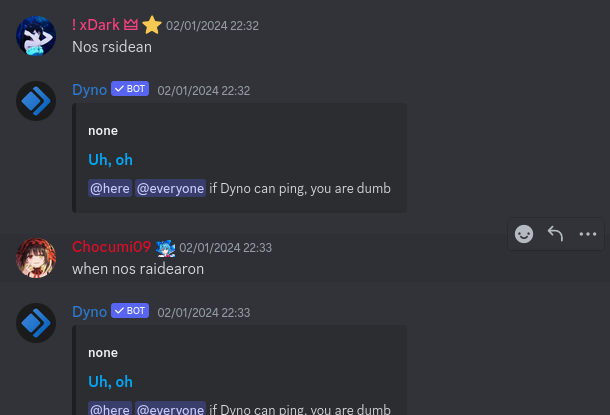 ! xDark 02/01/2024 22:32
Nos rsidean
Dyno BOT 02/01/2024 22:32
none
Uh, oh
@here @everyone if Dyno can ping, you are dumb
Chocumi09 02/01/2024 22:33
when nos raidearon
Dyno BOT 02/01/2024 22:33
none
Uh, oh
@here @everyone if Dyno can ping, you are dumb